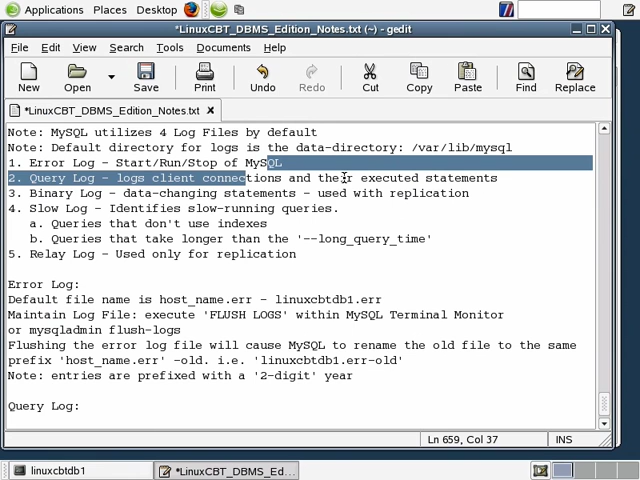 Applications Places Desktop
*LinuxCBT_DBMS_Edition_Notes.txt (~) - gedit
File Edit View Search Tools Documents Help
New Open Save Print Undo Redo Cut Copy Paste Find Replace
*LinuxCBT_DBMS_Edition_Notes.txt x
Note: MySQL utilizes 4 Log Files by default
Note: Default directory for logs is the data-directory: /var/lib/mysql
1. Error Log - Start/Run/Stop of MySQL
2. Query Log - logs client connections and their executed statements
3. Binary Log - data-changing statements - used with replication
4. Slow Log - Identifies slow-running queries.
a. Queries that don't use indexes
b. Queries that take longer than the '--long_query_time'
5. Relay Log - Used only for replication
Error Log:
Default file name is host_name.err - linuxcbtdb1.err
Maintain Log File: execute 'FLUSH LOGS' within MySQL Terminal Monitor
or mysqladmin flush-logs
Flushing the error log file will cause MySQL to rename the old file to the same
prefix 'host_name.err' -old. i.e. 'linuxcbtdb1.err-old'
Note: entries are prefixed with a '2-digit' year
Query Log:
Ln 659, Col 37 INS
linuxcbtdb1 *LinuxCBT_DBMS_Ed...